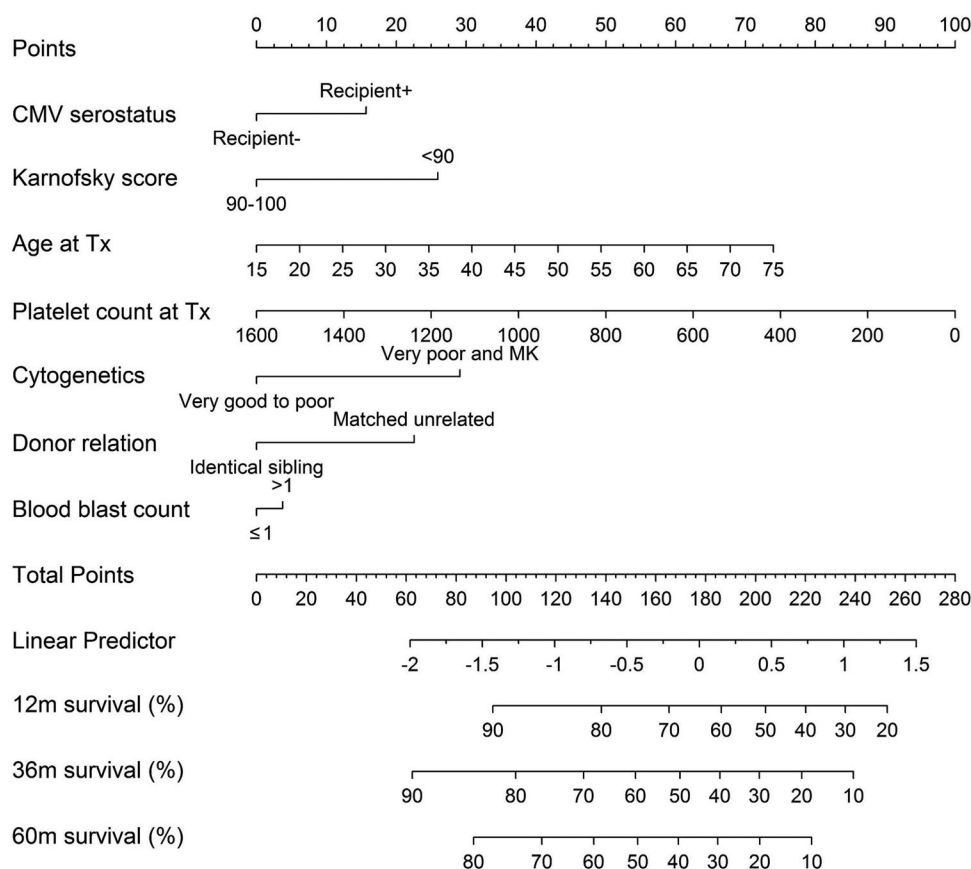 0 10 20 30 40 50 60 70 80 90 100
Points
Recipient+
CMV serostatus
Recipient-
<90
Karnofsky score
90-100
Age at Tx
15 20 25 30 35 40 45 50 55 60 65 70 75
Platelet count at Tx
1600 1400 1200 1000 800 600 400 200 0
Very poor and MK
Cytogenetics
Very good to poor
Matched unrelated
Donor relation
Identical sibling
>1
Blood blast count
≤1
Total Points
0 20 40 60 80 100 120 140 160 180 200 220 240 260 280
Linear Predictor
-2 -1.5 -1 -0.5 0 0.5 1 1.5
12m survival (%)
90 80 70 60 50 40 30 20
36m survival (%)
90 80 70 60 50 40 30 20 10
60m survival (%)
80 70 60 50 40 30 20 10